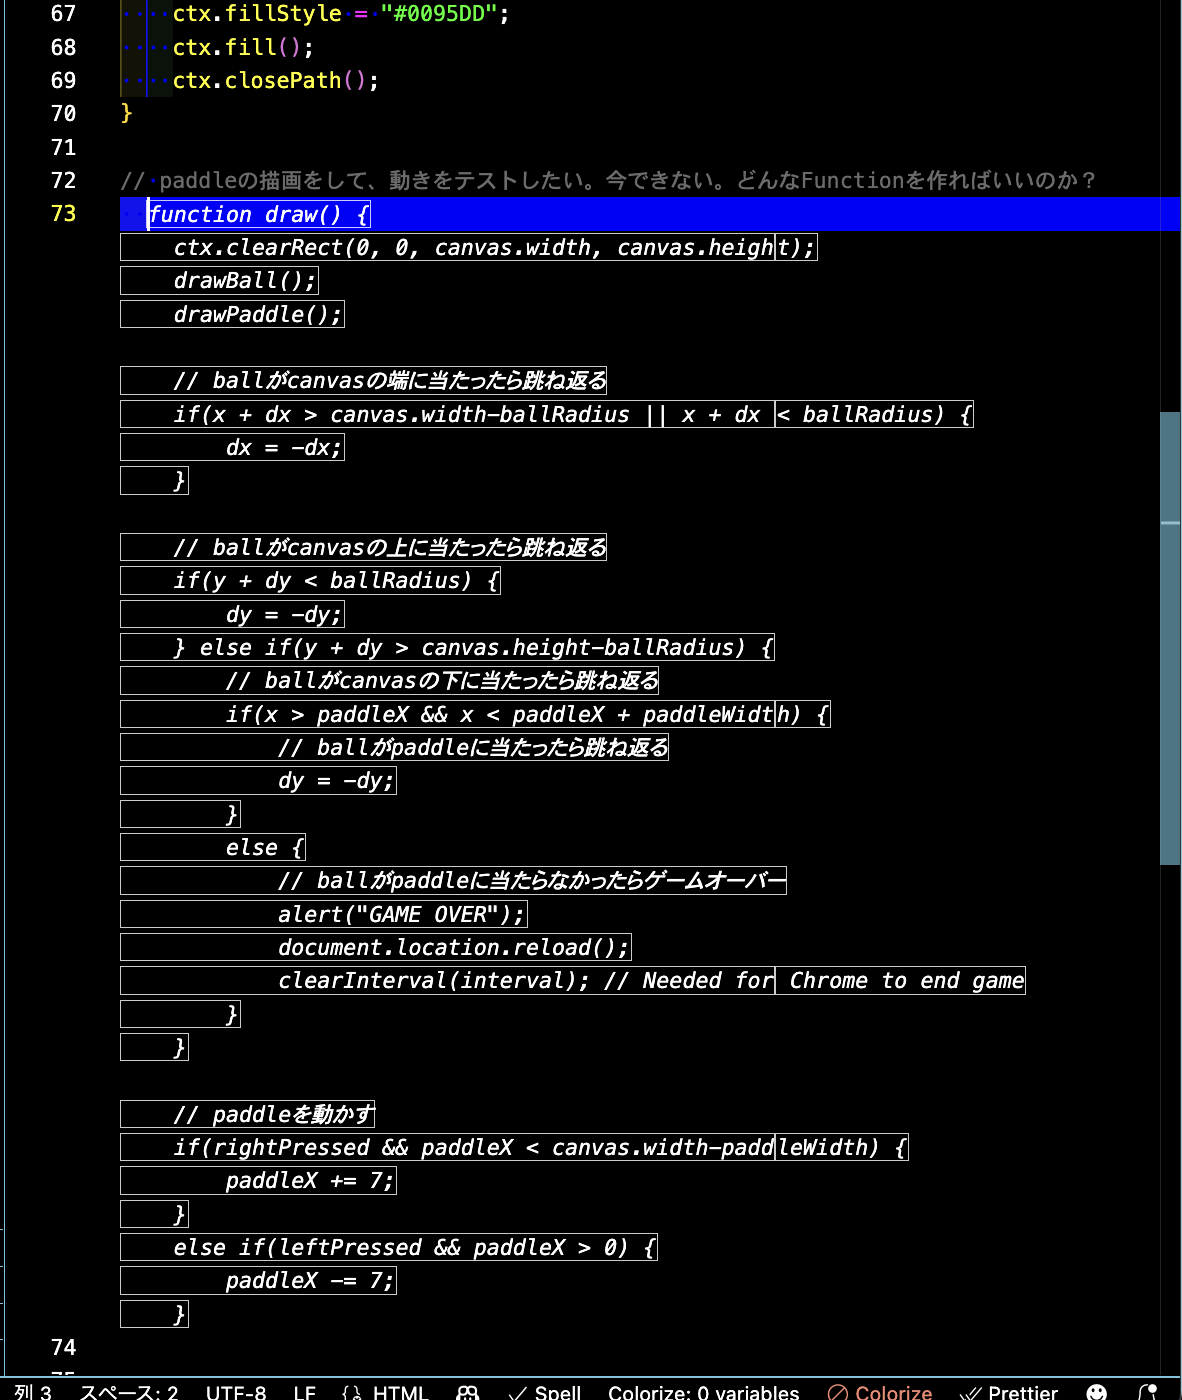 67 ctx.fillStyle = "#0095DD";
68 ctx.fill();
69 ctx.closePath();
70 }
71
72 // paddleの描画をして、動きをテストしたい。今できない。どんなFunctionを作ればいいのか？
73 function draw() {
ctx.clearRect(0, 0, canvas.width, canvas.height);
drawBall();
drawPaddle();
// ballがcanvasの端に当たったら跳ね返る
if(x + dx > canvas.width-ballRadius || x + dx < ballRadius) {
dx = -dx;
}
// ballがcanvasの上に当たったら跳ね返る
if(y + dy < ballRadius) {
dy = -dy;
} else if(y + dy > canvas.height-ballRadius) {
// ballがcanvasの下に当たったら跳ね返る
if(x > paddleX && x < paddleX + paddleWidth) {
// ballがpaddleに当たったら跳ね返る
dy = -dy;
}
else {
// ballがpaddleに当たらなかったらゲームオーバー
alert("GAME OVER");
document.location.reload();
clearInterval(interval); // Needed for Chrome to end game
}
}
// paddleを動かす
if(rightPressed && paddleX < canvas.width-paddleWidth) {
paddleX += 7;
}
else if(leftPressed && paddleX > 0) {
paddleX -= 7;
}
74
列 3 スペース: 2 UTF-8 LF {} HTML Spell Colorize: 0 variables Colorize Prettier